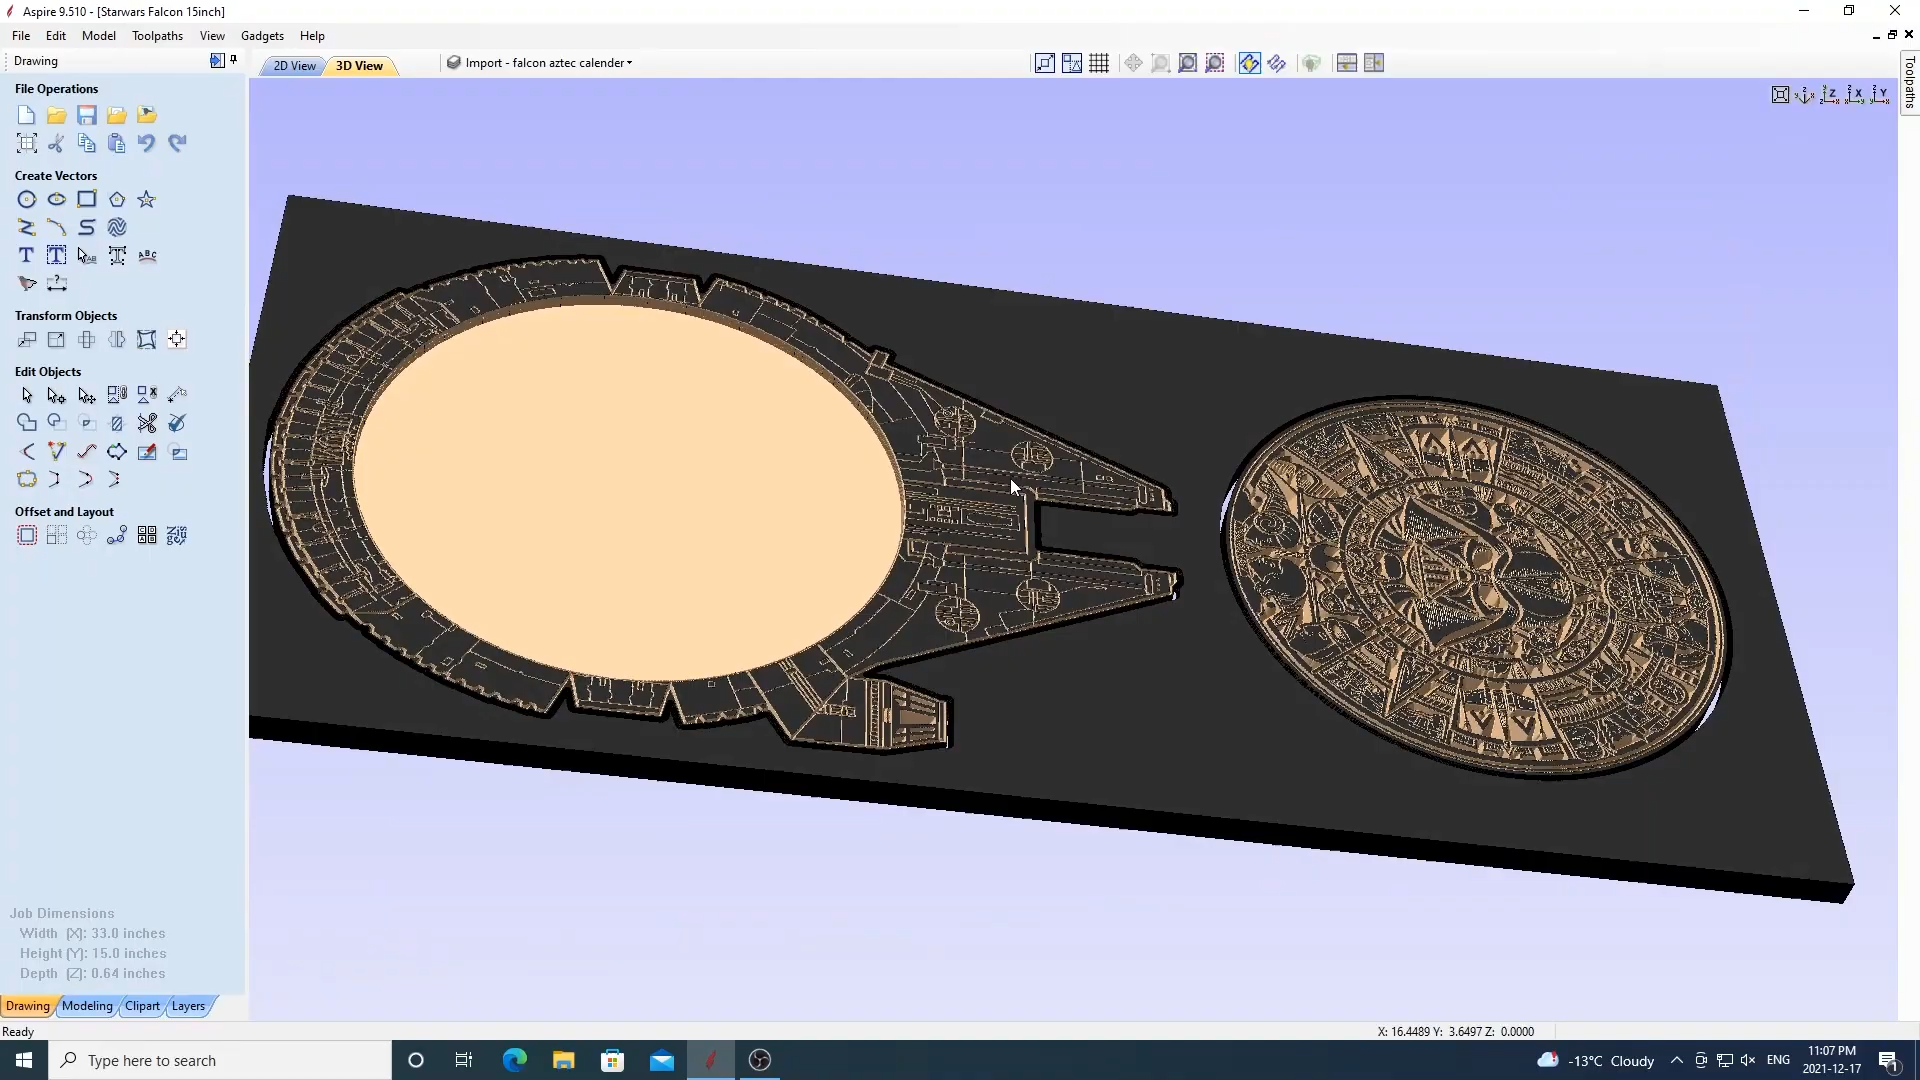 Aspire 9.510 - [Starwars Falcon 15inch]
File Edit Model Toolpaths View Gadgets Help
Drawing
2D View 3D View Import - falcon aztec calender
Toolpaths
File Operations
Create Vectors
Transform Objects
Edit Objects
Offset and Layout
Job Dimensions
Width (X): 33.0 inches
Height (Y): 15.0 inches
Depth (Z): 0.64 inches
Drawing Modeling Clipart Layers
Ready
X: 16.4489 Y: 3.6497 Z: 0.0000
Type here to search
-13°C Cloudy
ENG
11:07 PM
2021-12-17
1